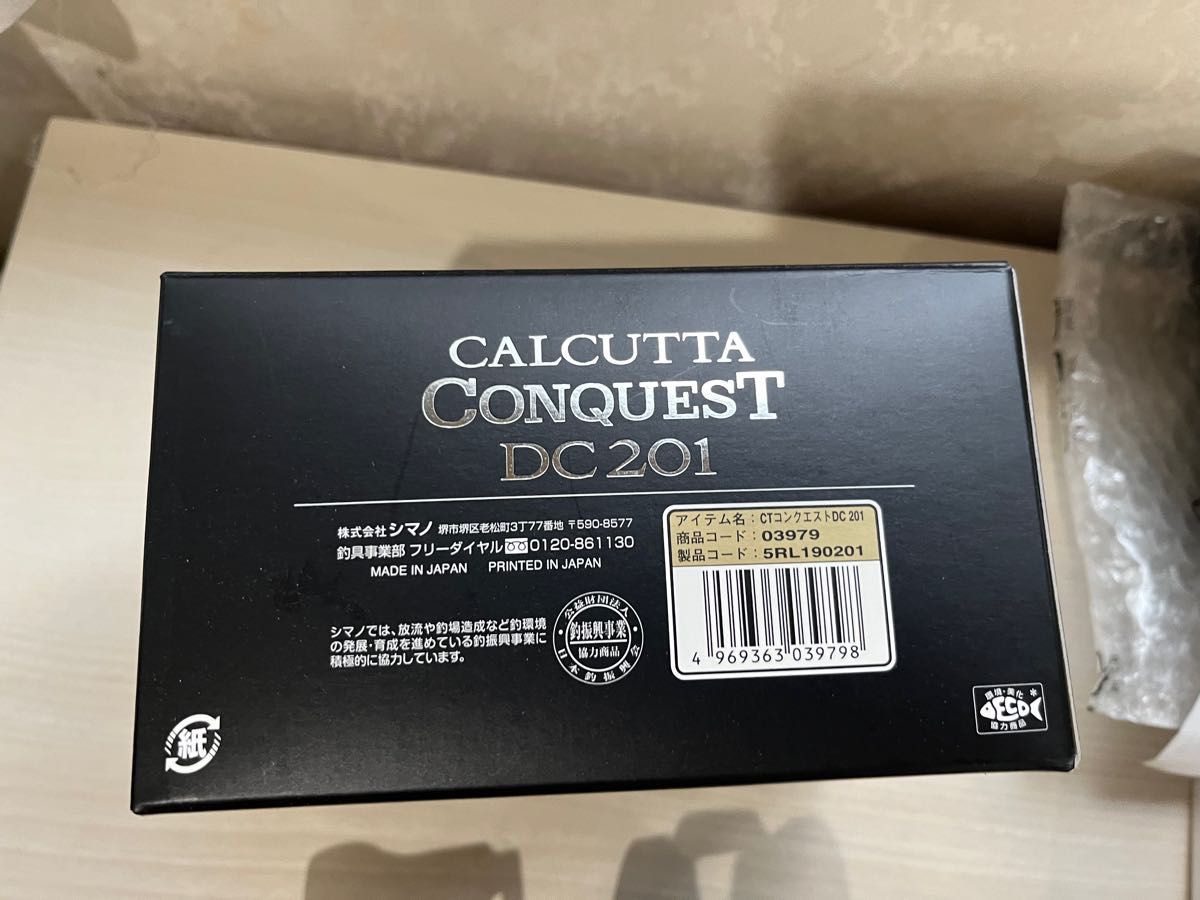 CALCUTTA
CONQUEST
DC 201
株式会社シマノ 堺市堺区老松町3丁77番地 〒590-8577
釣具事業部 フリーダイヤル 0120-861130
MADE IN JAPAN PRINTED IN JAPAN
シマノでは、放流や釣場造成など釣環境
の発展・育成を進めている釣振興事業に
積極的に協力しています。
公益財団法人
釣振興事業
協力商品
日本釣振興会
アイテム名：CTコンクエストDC 201
商品コード：03979
製品コード：5RL190201
4 969363 039798
紙
環境・美化
ECO
協力商品